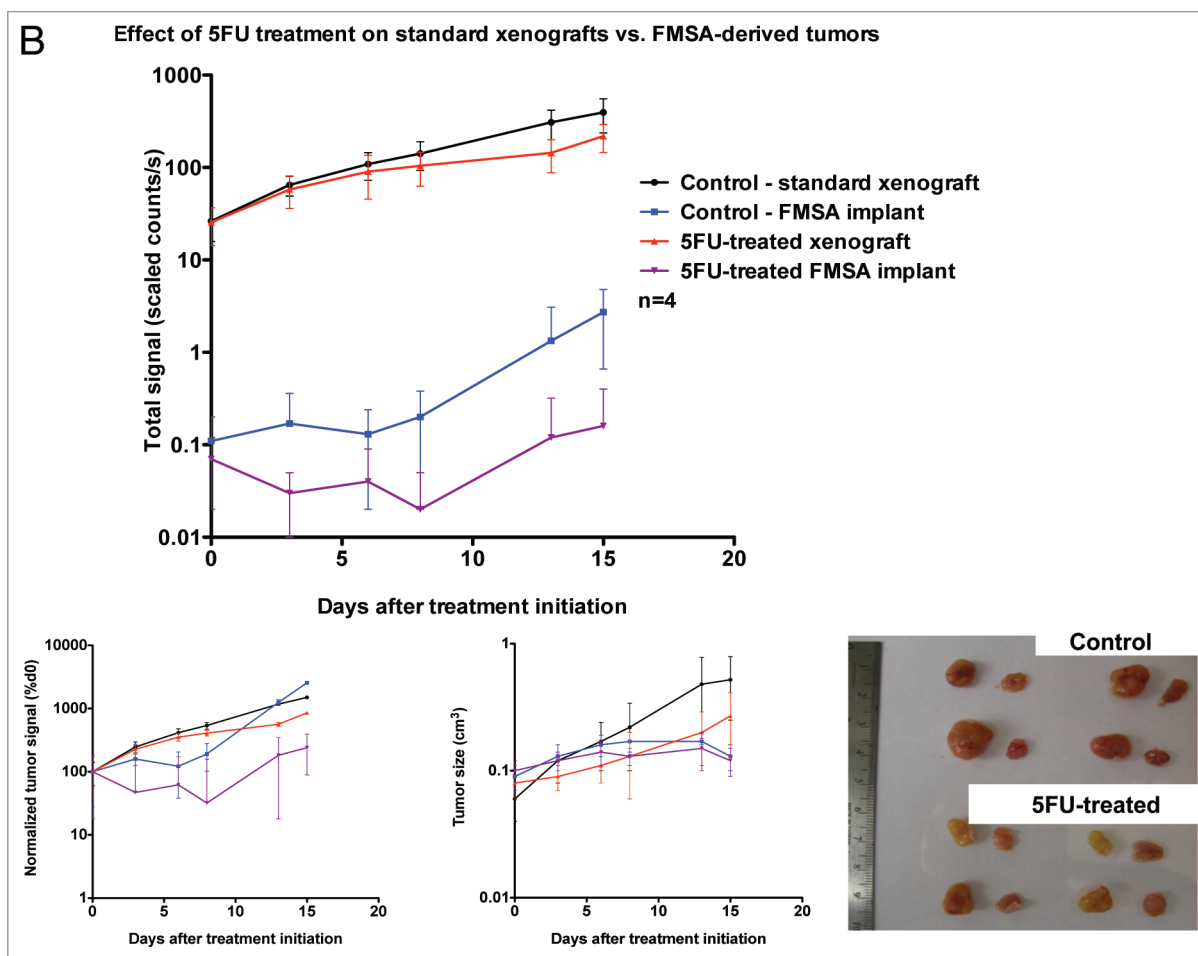 B
Effect of 5FU treatment on standard xenografts vs. FMSA-derived tumors
1000
100
10
1
0.1
0.01
Total signal (scaled counts/s)
0 5 10 15 20
Days after treatment initiation
Control - standard xenograft
Control - FMSA implant
5FU-treated xenograft
5FU-treated FMSA implant
n=4
10000
1000
100
10
1
Normalized tumor signal (%d0)
0 5 10 15 20
Days after treatment initiation
1
0.1
0.01
Tumor size (cm³)
0 5 10 15 20
Days after treatment initiation
Control
5FU-treated